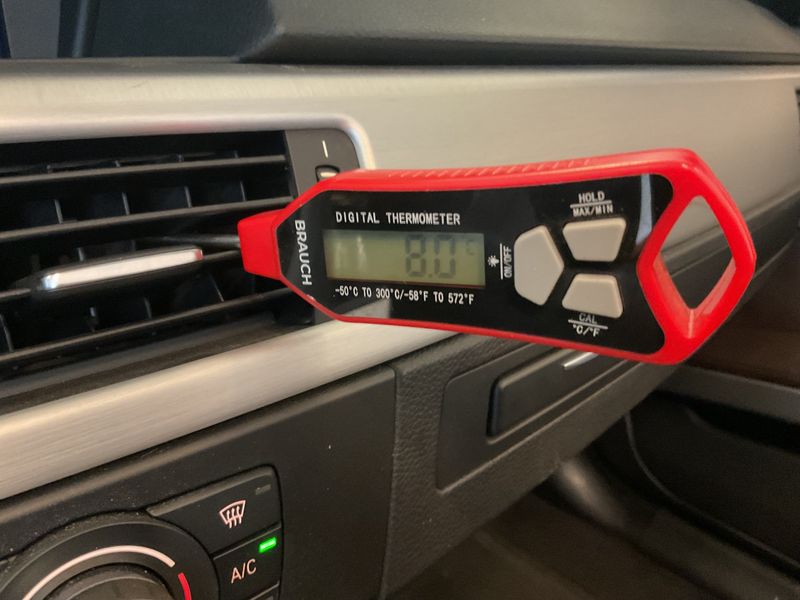 HOLD
MAX/MIN
DIGITAL THERMOMETER
BRAUCH
8.0°C
ON/OFF
-50°C TO 300°C/-58°F TO 572°F
CAL
°C/°F
A/C